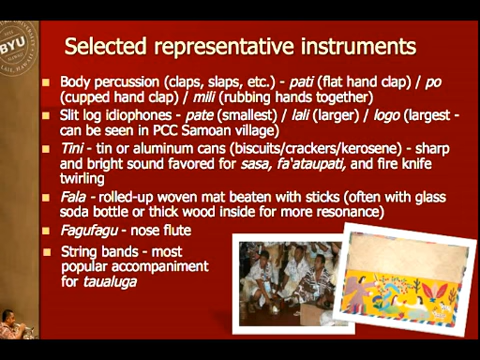 BYU
Selected representative instruments
Body percussion (claps, slaps, etc.) - pati (flat hand clap) / po
(cupped hand clap) / mili (rubbing hands together)
Slit log idiophones - pate (smallest) / lali (larger) / logo (largest -
can be seen in PCC Samoan village)
Tini - tin or aluminum cans (biscuits/crackers/kerosene) - sharp
and bright sound favored for sasa, fa'ataupati, and fire knife
twirling
Fala - rolled-up woven mat beaten with sticks (often with glass
soda bottle or thick wood inside for more resonance)
Fagufagu - nose flute
String bands - most
popular accompaniment
for taualuga